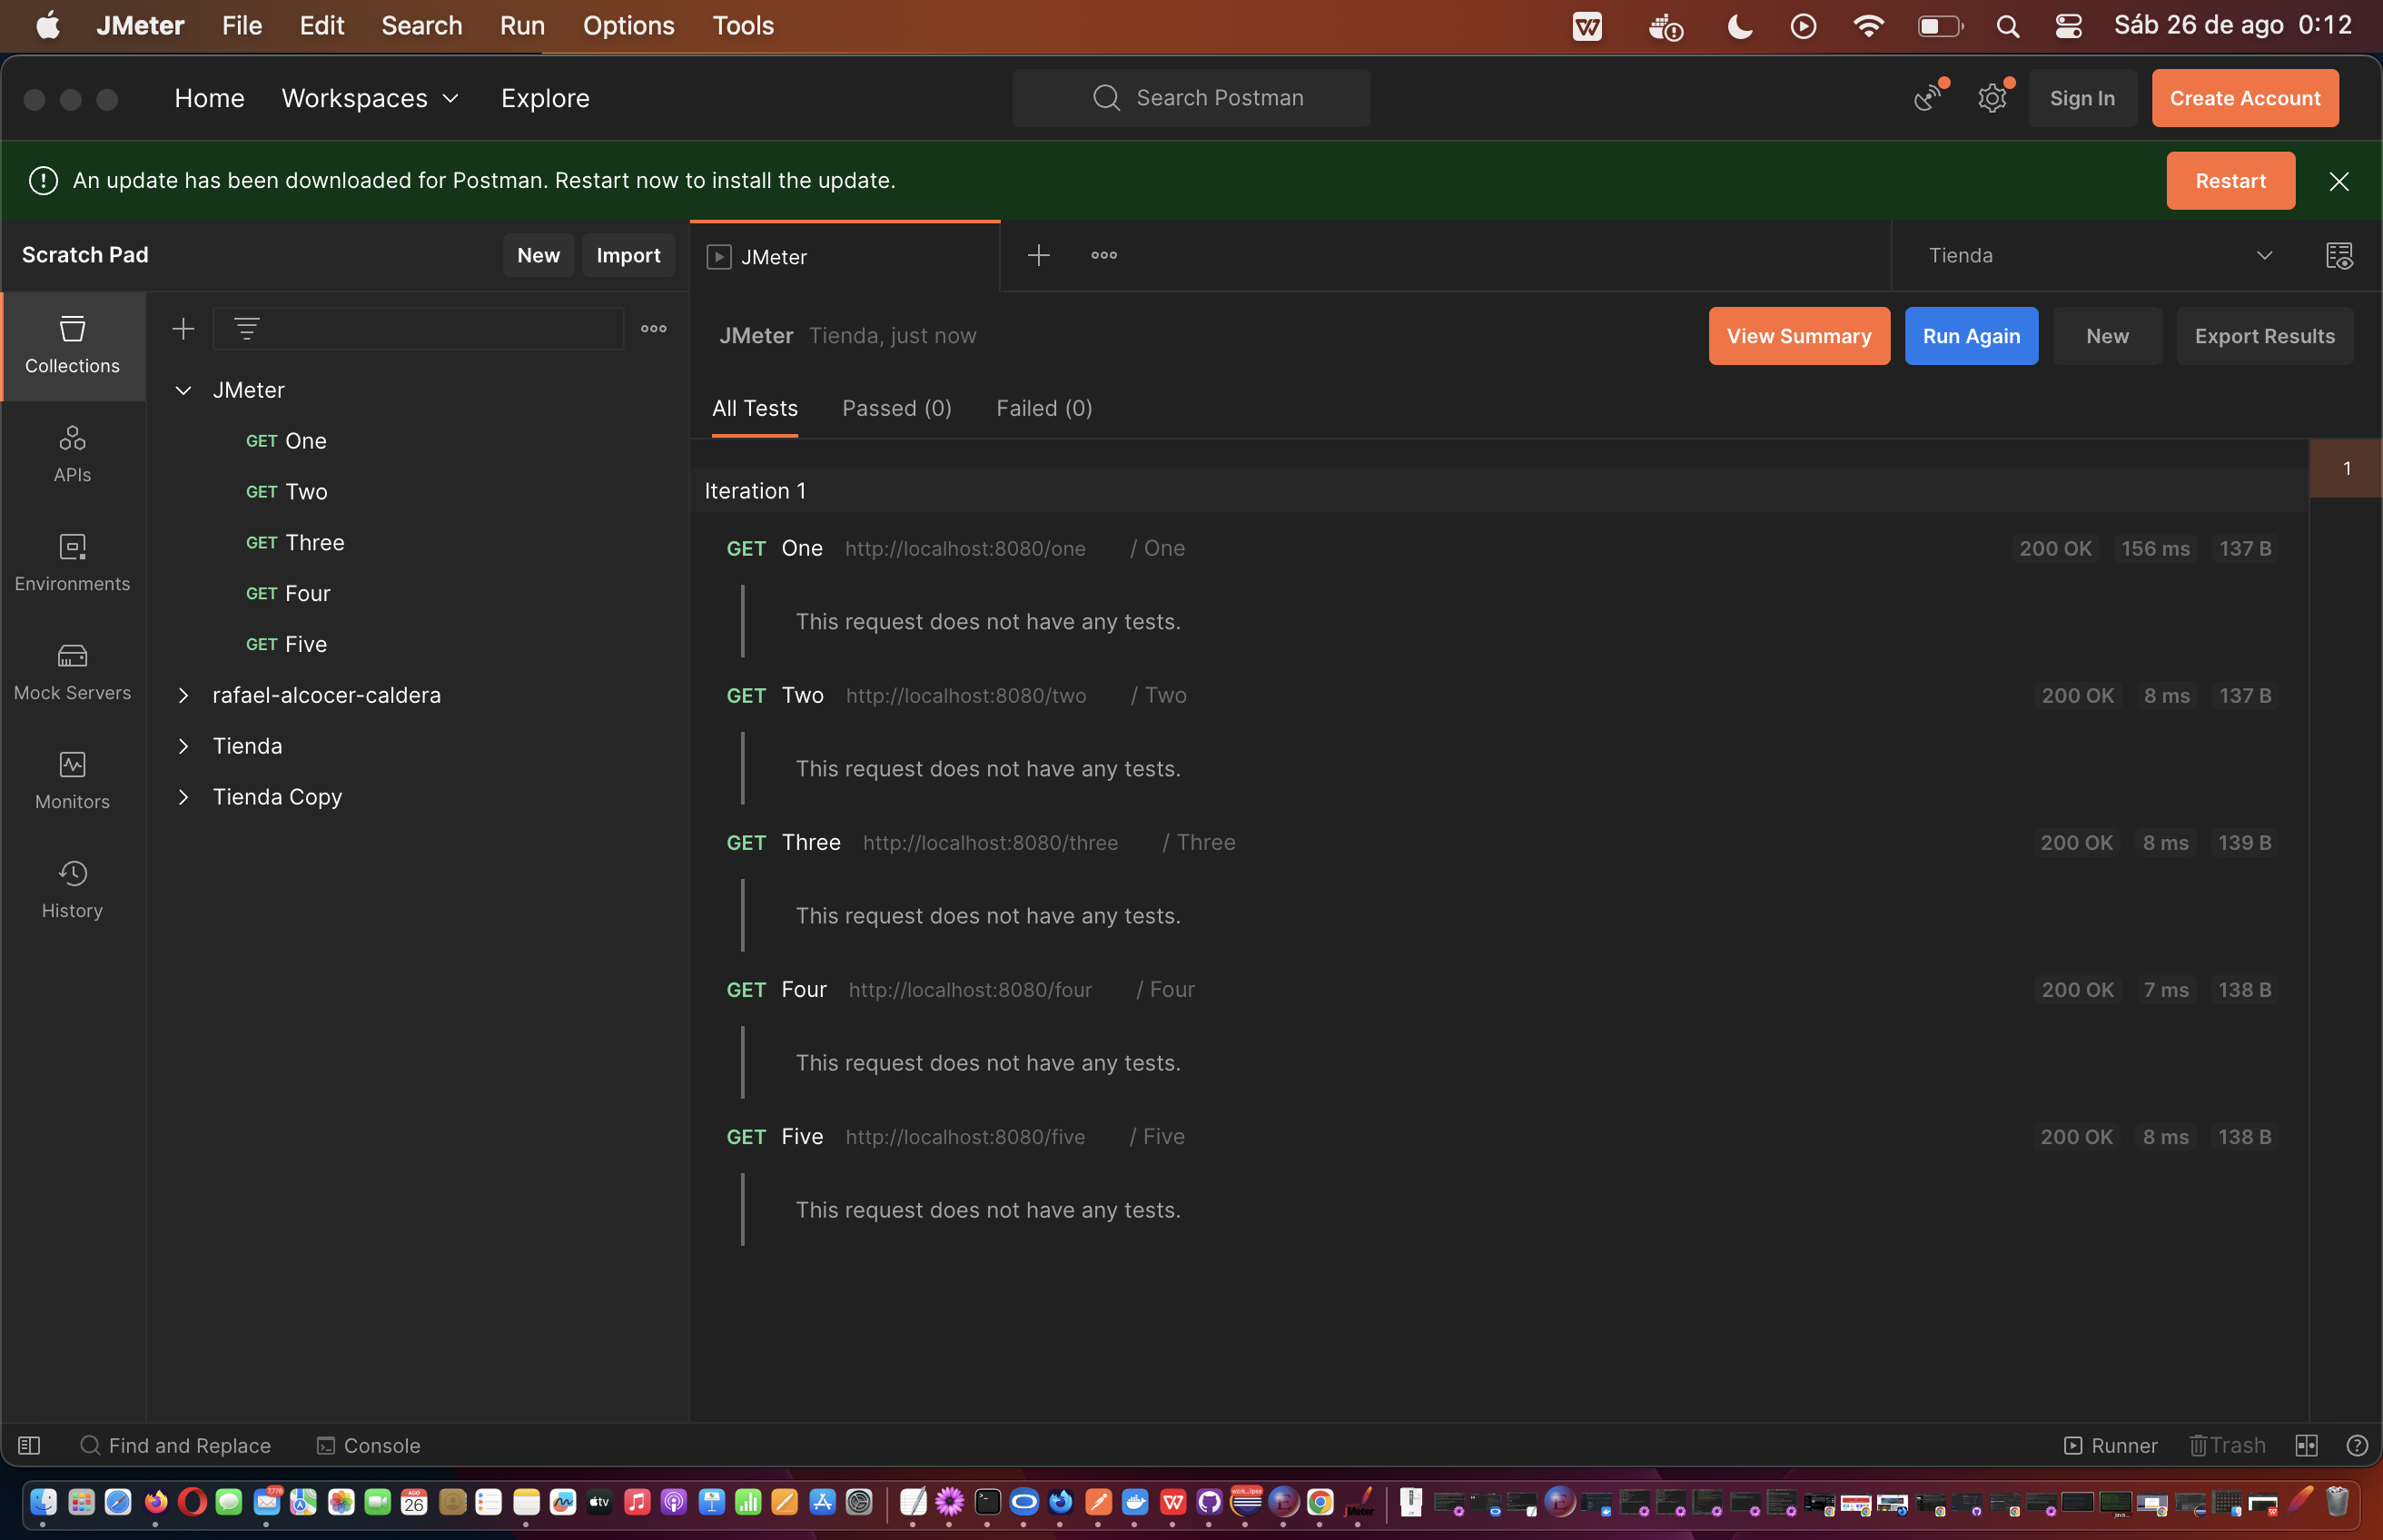 JMeter File Edit Search Run Options Tools Sáb 26 de ago 0:12
Home Workspaces Explore Search Postman Sign In Create Account
An update has been downloaded for Postman. Restart now to install the update. Restart
Scratch Pad New Import JMeter Tienda
JMeter Tienda, just now View Summary Run Again New Export Results
All Tests Passed (0) Failed (0)
Collections
APIs
Environments
Mock Servers
Monitors
History
JMeter
GET One
GET Two
GET Three
GET Four
GET Five
rafael-alcocer-caldera
Tienda
Tienda Copy
Iteration 1
1
GET One http://localhost:8080/one / One 200 OK 156 ms 137 B
This request does not have any tests.
GET Two http://localhost:8080/two / Two 200 OK 8 ms 137 B
This request does not have any tests.
GET Three http://localhost:8080/three / Three 200 OK 8 ms 139 B
This request does not have any tests.
GET Four http://localhost:8080/four / Four 200 OK 7 ms 138 B
This request does not have any tests.
GET Five http://localhost:8080/five / Five 200 OK 8 ms 138 B
This request does not have any tests.
Find and Replace Console Runner Trash
AGO
26
tv
JMeter